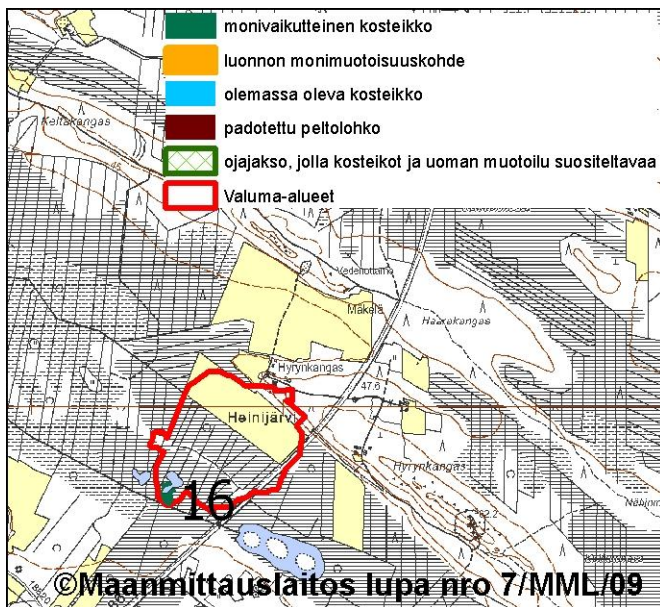 monivaikutteinen kosteikko
luonnon monimuotoisuuskohde
olemassa oleva kosteikko
padotettu peltolohko
ojajakso, jolla kosteikot ja uoman muotoilu suositeltavaa
Valuma-alueet
Keltakangas
Vedenottamo
Mäkelä
Haarakangas
Hyrynkangas
47.6
Heinijärvi
Hyrynkangas
16
©Maanmittauslaitos lupa nro 7/MML/09